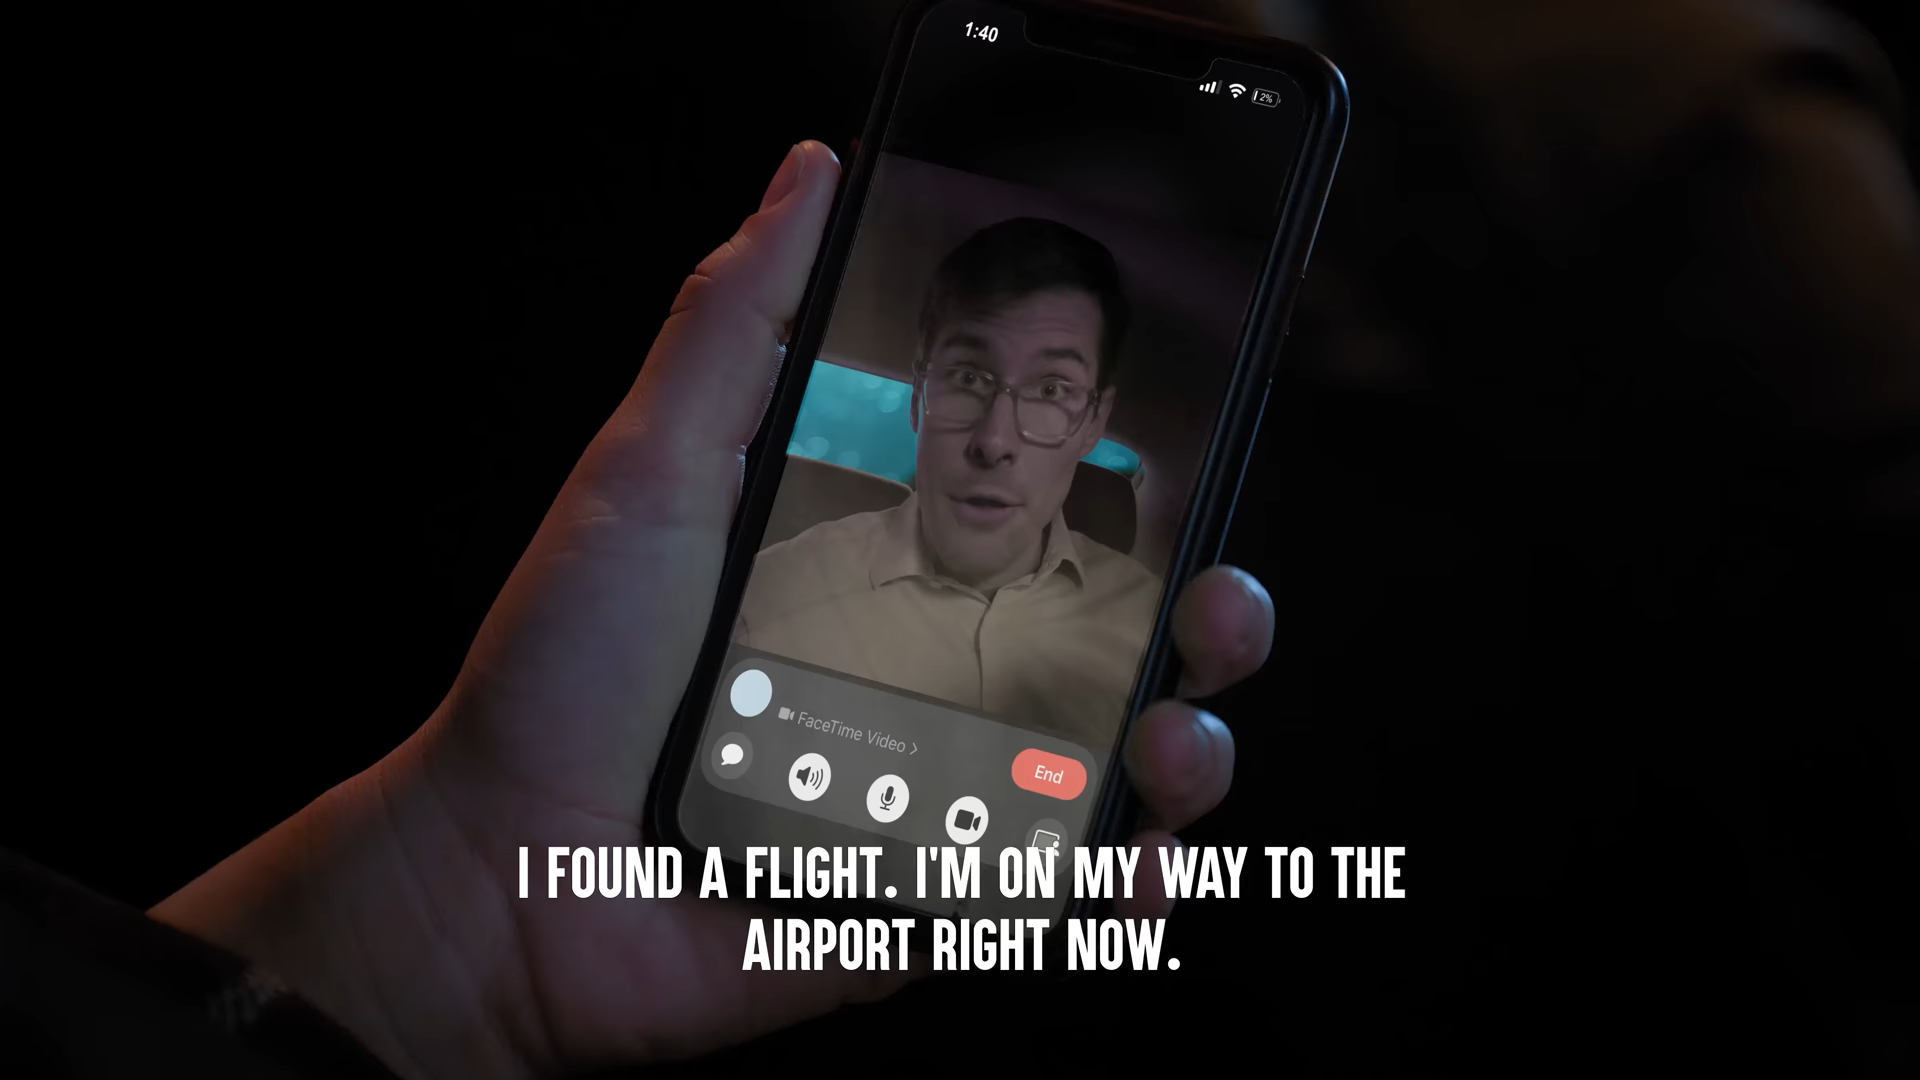 1:40
2%
FaceTime Video >
End
I FOUND A FLIGHT. I'M ON MY WAY TO THE
AIRPORT RIGHT NOW.